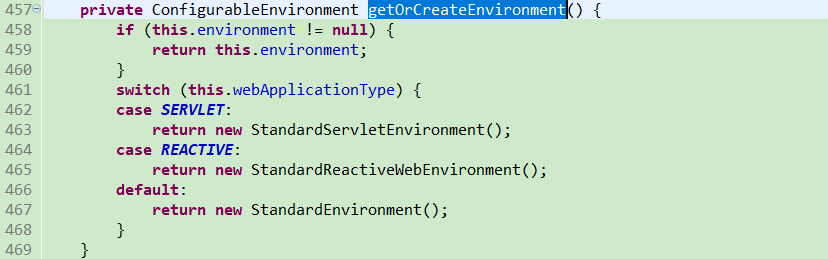 457 private ConfigurableEnvironment getOrCreateEnvironment() {
458 if (this.environment != null) {
459 return this.environment;
460 }
461 switch (this.webApplicationType) {
462 case SERVLET:
463 return new StandardServletEnvironment();
464 case REACTIVE:
465 return new StandardReactiveWebEnvironment();
466 default:
467 return new StandardEnvironment();
468 }
469 }